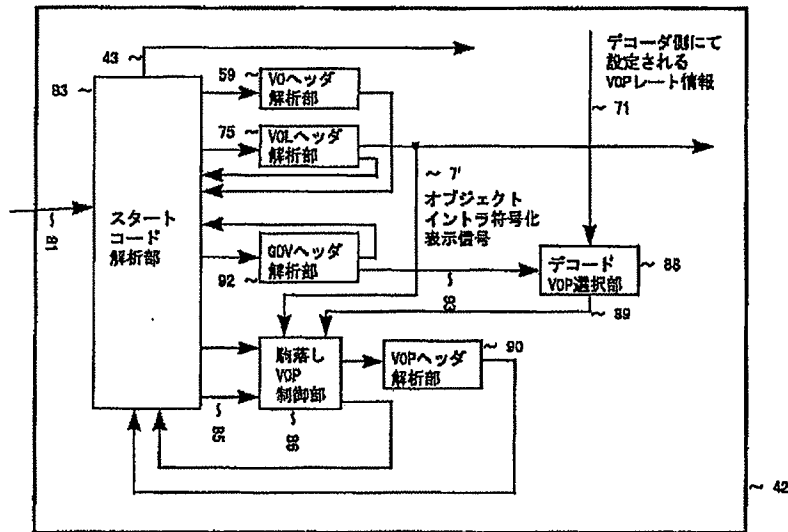 43
83
59
VOヘッダ
解析部
75
VOLヘッダ
解析部
デコーダ側にて
設定される
VOPレート情報
71
7'
オブジェクト
イントラ符号化
表示信号
81
スタート
コード
解析部
GOVヘッダ
解析部
92
93
デコード
VOP選択部
88
89
駒落し
VOP
制御部
86
85
VOPヘッダ
解析部
90
42